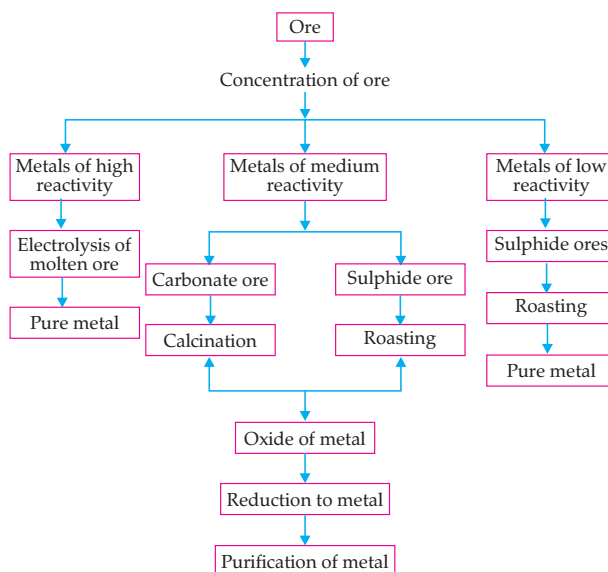 Ore
Concentration of ore
Metals of high
reactivity
Metals of medium
reactivity
Metals of low
reactivity
Electrolysis of
molten ore
Pure metal
Carbonate ore
Calcination
Sulphide ore
Roasting
Sulphide ores
Roasting
Pure metal
Oxide of metal
Reduction to metal
Purification of metal